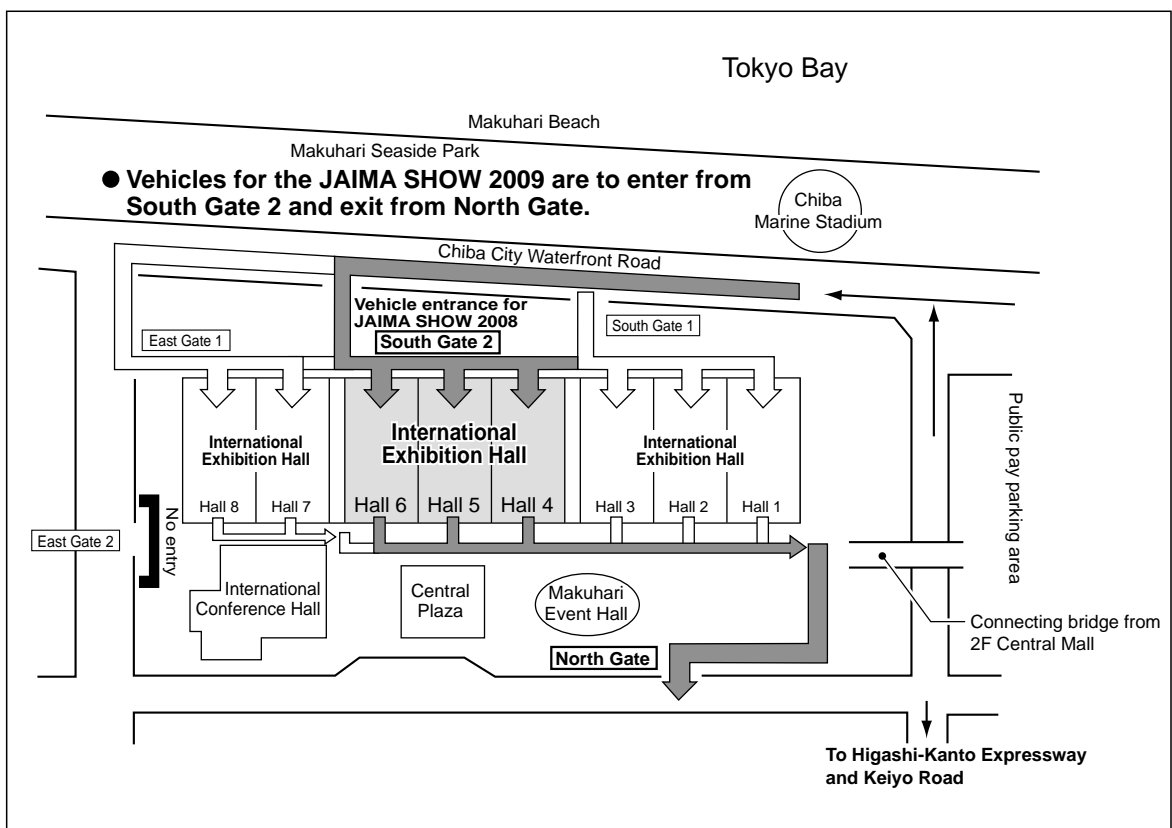 Tokyo Bay
Makuhari Beach
Makuhari Seaside Park
● Vehicles for the JAIMA SHOW 2009 are to enter from
South Gate 2 and exit from North Gate.
Chiba
Marine Stadium
Chiba City Waterfront Road
Vehicle entrance for
JAIMA SHOW 2008
South Gate 2
East Gate 1
South Gate 1
International
Exhibition Hall
International
Exhibition Hall
International
Exhibition Hall
Hall 8
Hall 7
Hall 6
Hall 5
Hall 4
Hall 3
Hall 2
Hall 1
Public pay parking area
East Gate 2
No entry
International
Conference Hall
Central
Plaza
Makuhari
Event Hall
North Gate
Connecting bridge from
2F Central Mall
To Higashi-Kanto Expressway
and Keiyo Road